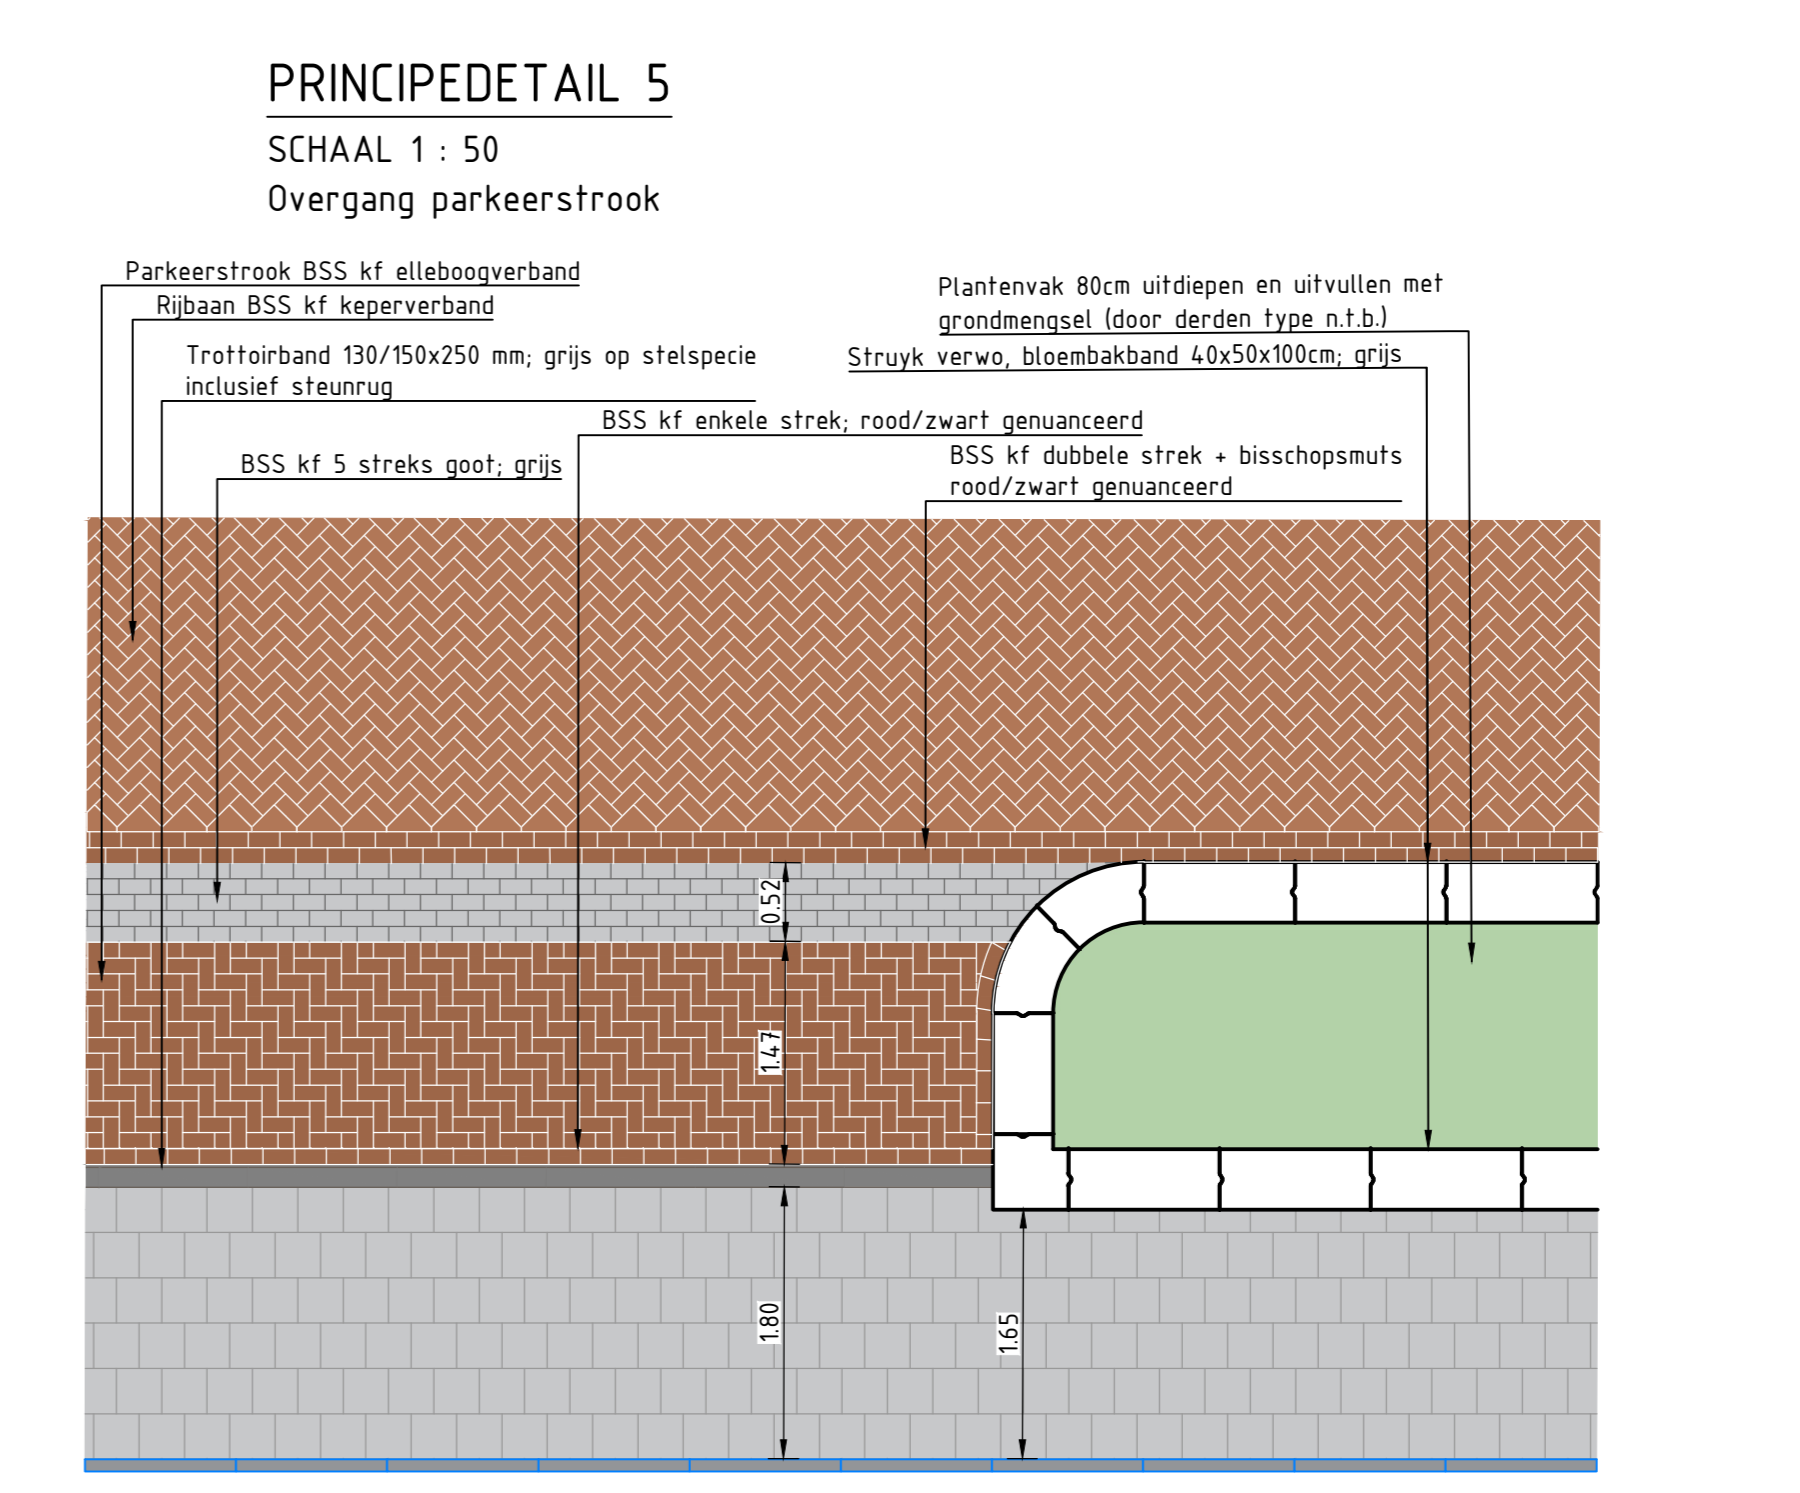 PRINCIPEDETAIL 5
SCHAAL 1 : 50
Overgang parkeerstrook
Parkeerstrook BSS kf elleboogverband
Rijbaan BSS kf keperverband
Trottoirband 130/150x250 mm; grijs op stelspecie
inclusief steunrug
BSS kf 5 streks goot; grijs
BSS kf enkele strek; rood/zwart genuanceerd
Plantenvak 80cm uitdiepen en uitvullen met
grondmengsel (door derden type n.t.b.)
Struyk verwo, bloembakband 40x50x100cm; grijs
BSS kf dubbele strek + bisschopsmuts
rood/zwart genuanceerd
0.52
1.47
1.80
1.65